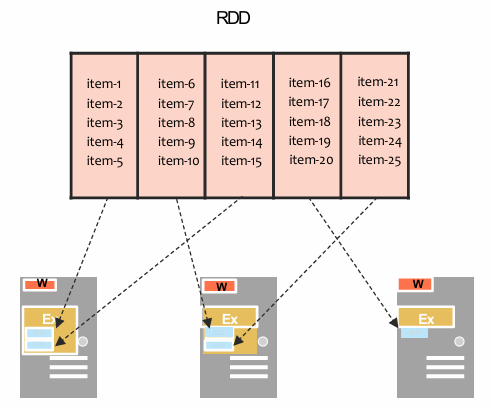 RDD
item-1
item-2
item-3
item-4
item-5
item-6
item-7
item-8
item-9
item-10
item-11
item-12
item-13
item-14
item-15
item-16
item-17
item-18
item-19
item-20
item-21
item-22
item-23
item-24
item-25
W
Ex
W
Ex
W
Ex